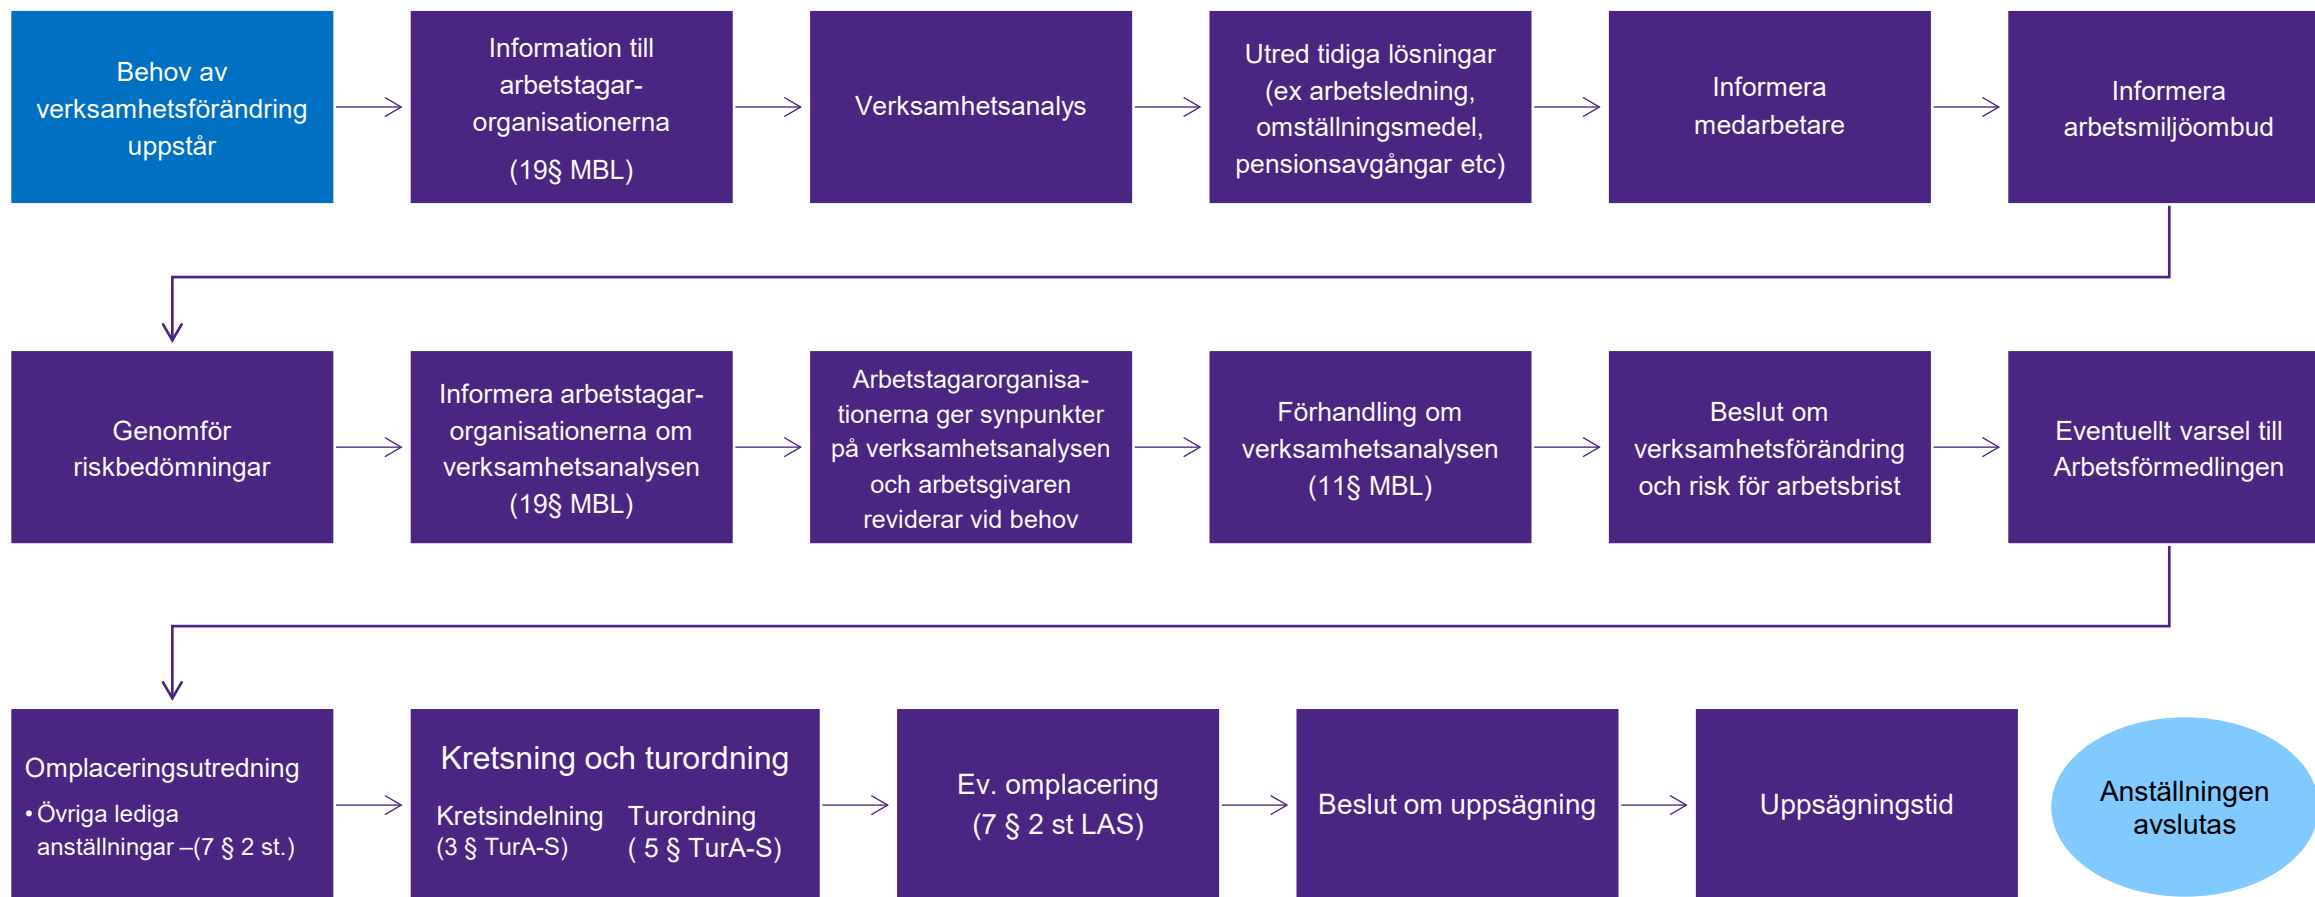 Behov av
verksamhetsförändring
uppstår
Information till
arbetstagar-
organisationerna
(19§ MBL)
Verksamhetsanalys
Utred tidiga lösningar
(ex arbetsledning,
omställningsmedel,
pensionsavgångar etc)
Informera
medarbetare
Informera
arbetsmiljöombud
Genomför
riskbedömningar
Informera arbetstagar-
organisationerna om
verksamhetsanalysen
(19§ MBL)
Arbetstagarorganisa-
tionerna ger synpunkter
på verksamhetsanalysen
och arbetsgivaren
reviderar vid behov
Förhandling om
verksamhetsanalysen
(11§ MBL)
Beslut om
verksamhetsförändring
och risk för arbetsbrist
Eventuellt varsel till
Arbetsförmedlingen
Omplaceringsutredning
• Övriga lediga
anställningar –(7 § 2 st.)
Kretsning och turordning
Kretsindelning
(3 § TurA-S)
Turordning
( 5 § TurA-S)
Ev. omplacering
(7 § 2 st LAS)
Beslut om uppsägning
Uppsägningstid
Anställningen
avslutas